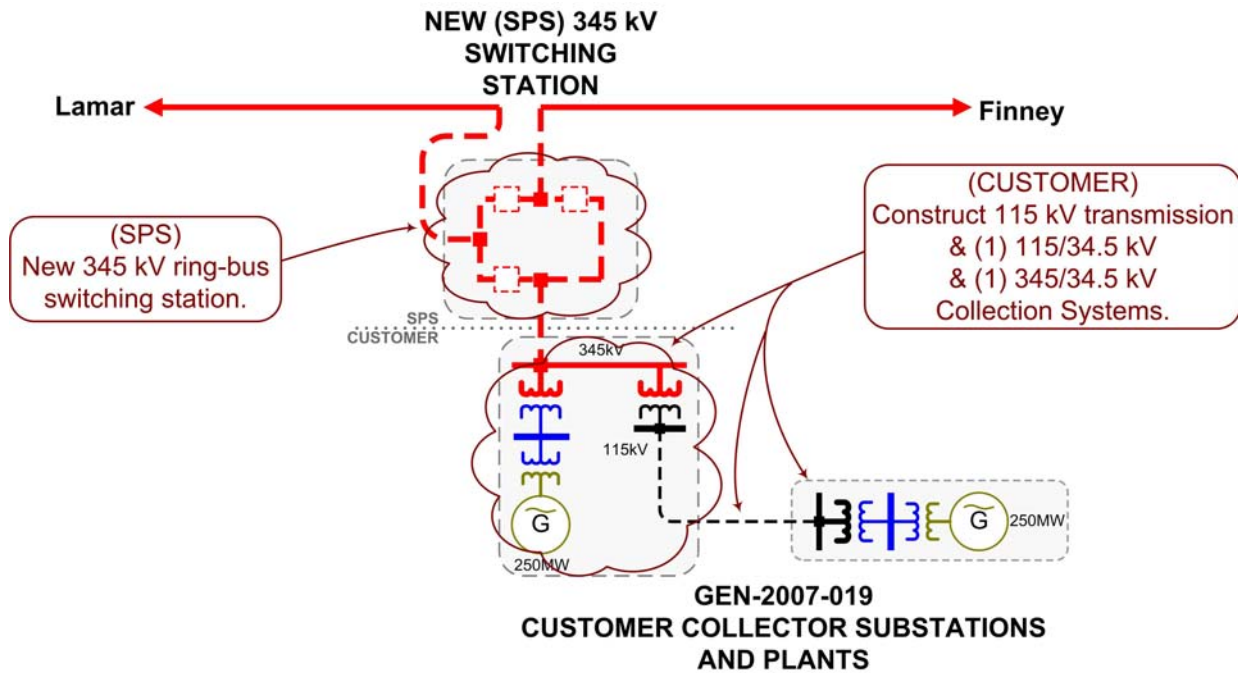 NEW (SPS) 345 kV
SWITCHING
STATION
Lamar
Finney
(SPS)
New 345 kV ring-bus
switching station.
(CUSTOMER)
Construct 115 kV transmission
& (1) 115/34.5 kV
& (1) 345/34.5 kV
Collection Systems.
SPS
CUSTOMER
345kV
115kV
G
250MW
G
250MW
GEN-2007-019
CUSTOMER COLLECTOR SUBSTATIONS
AND PLANTS